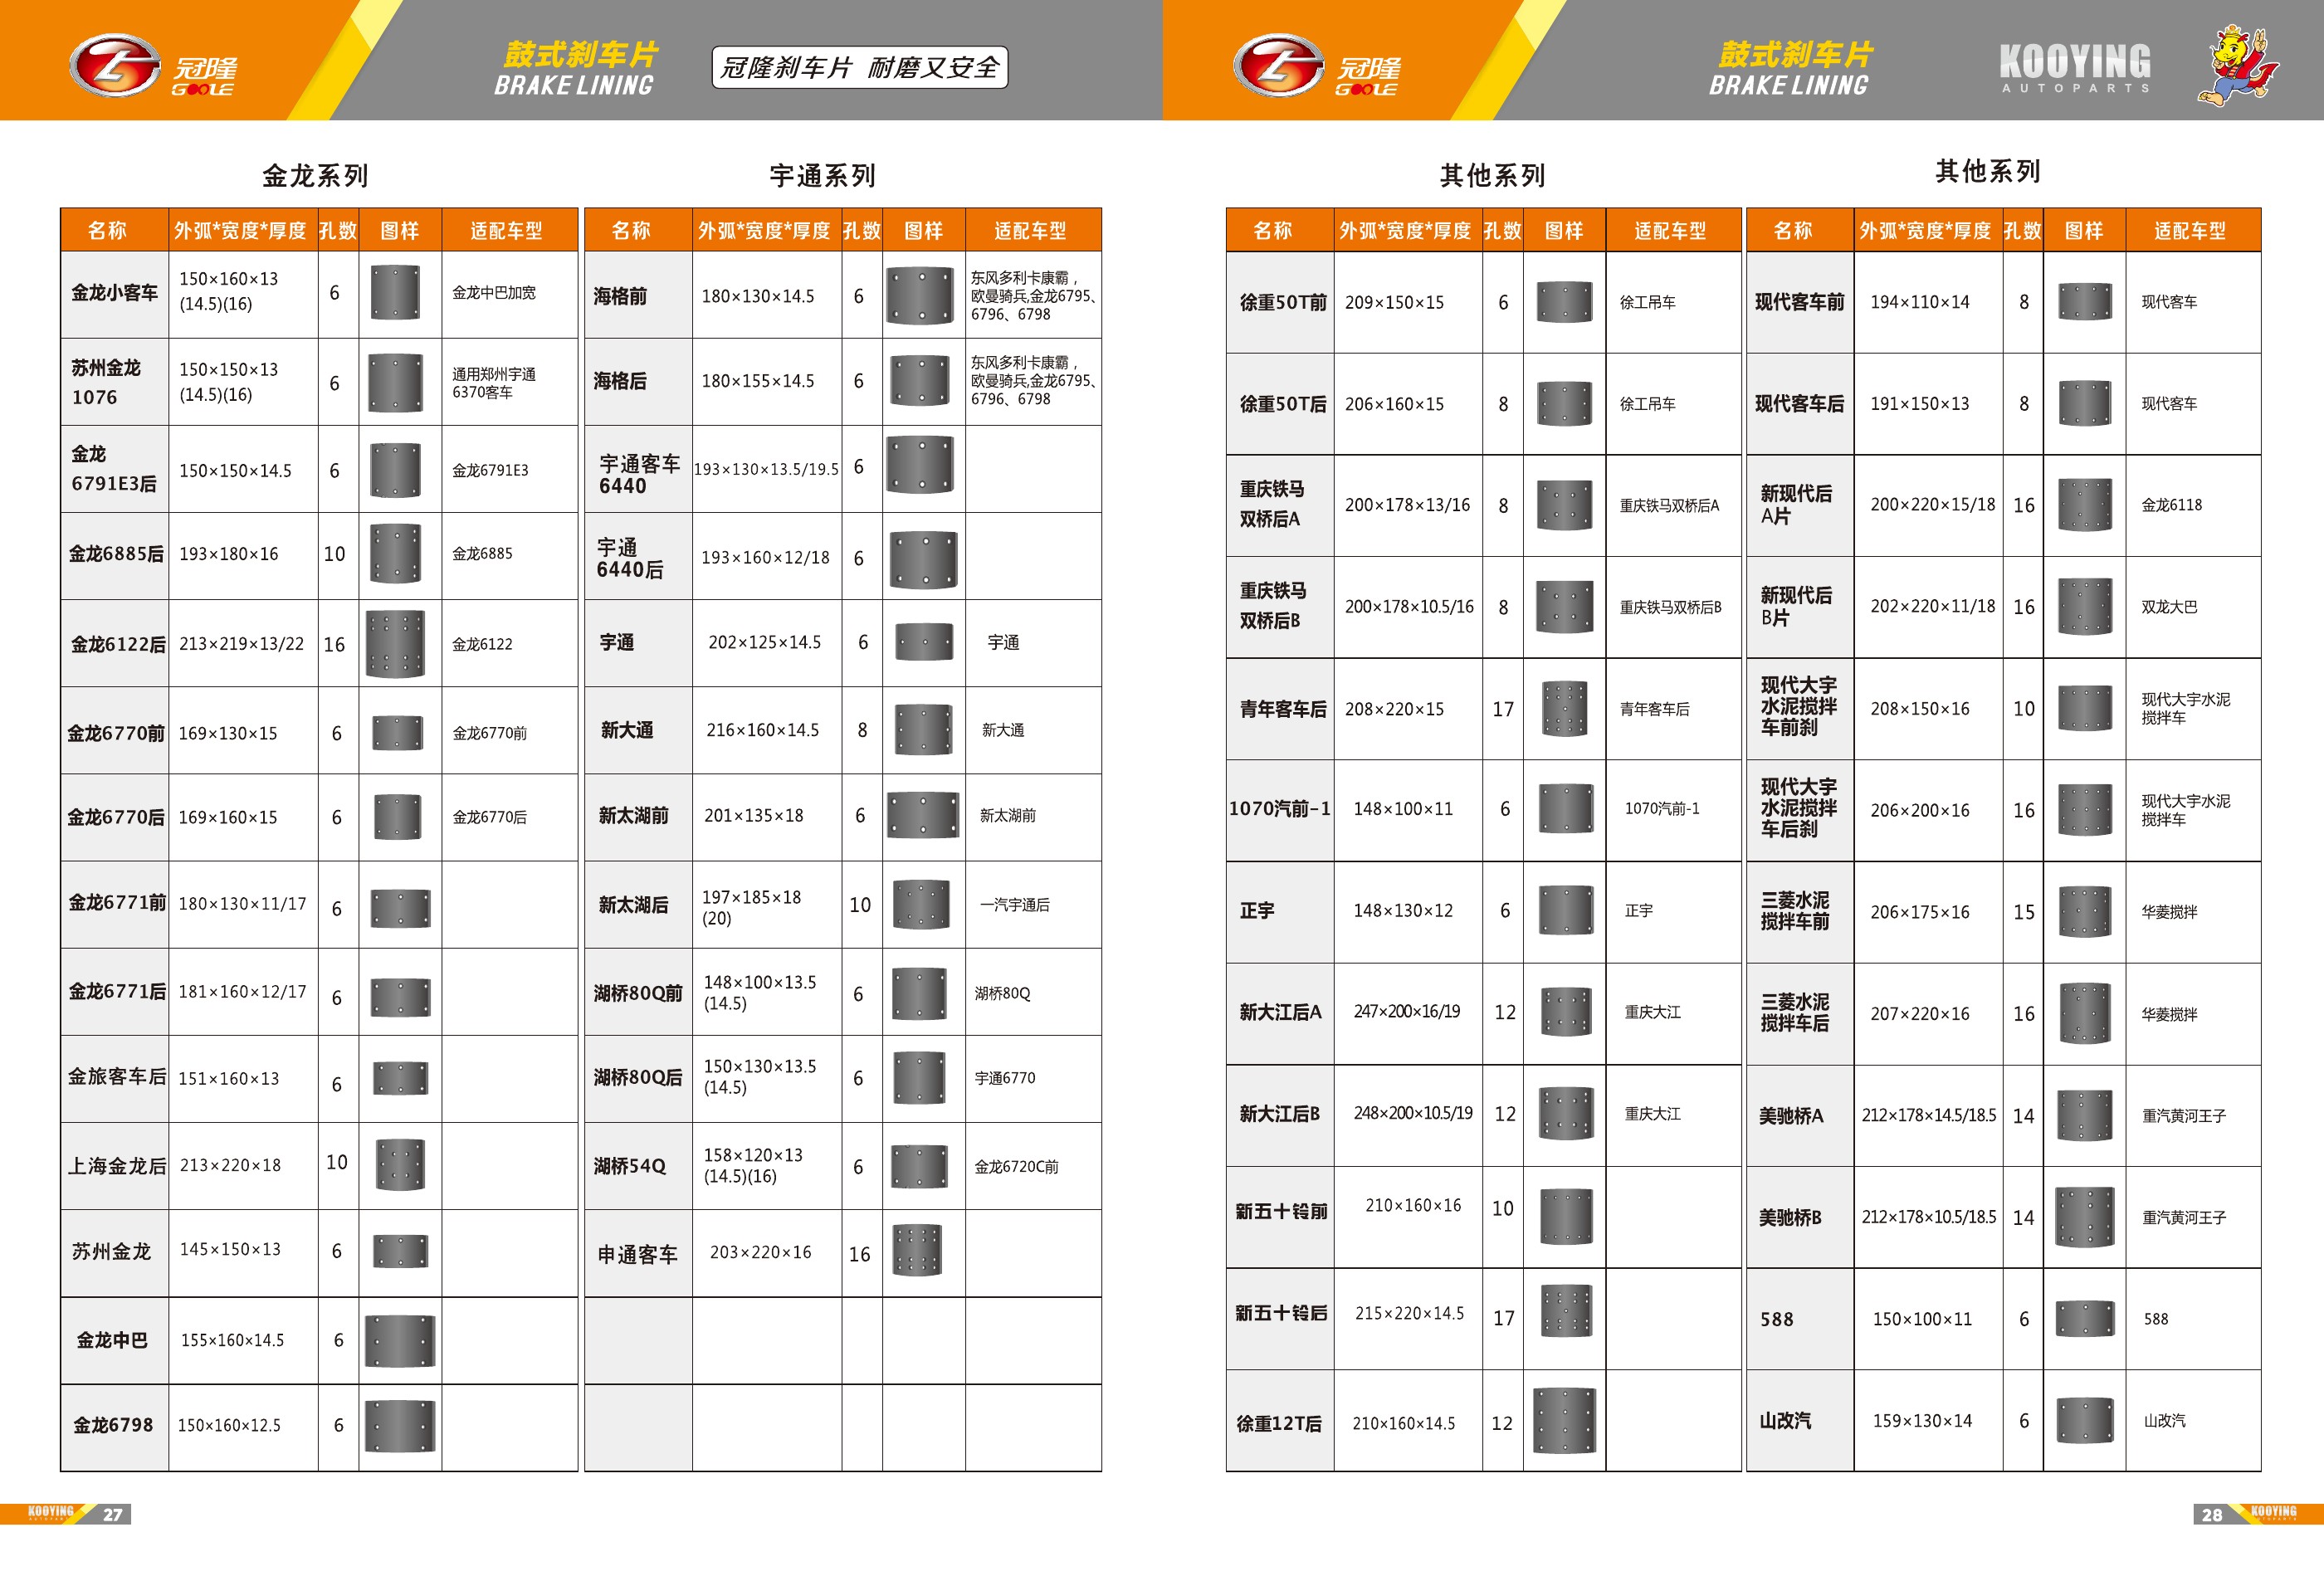 冠隆
GOOLE
鼓式刹车片
BRAKE LINING
冠隆刹车片 耐磨又安全
金龙系列
名称 外弧*宽度*厚度 孔数 图样 适配车型
金龙小客车 150×160×13 6 金龙中巴加宽
(14.5)(16)
苏州金龙 150×150×13 6 通用郑州宇通
1076 (14.5)(16) 6370客车
金龙
6791E3后 150×150×14.5 6 金龙6791E3
金龙6885后 193×180×16 10 金龙6885
金龙6122后 213×219×13/22 16 金龙6122
金龙6770前 169×130×15 6 金龙6770前
金龙6770后 169×160×15 6 金龙6770后
金龙6771前 180×130×11/17 6
金龙6771后 181×160×12/17 6
金旅客车后 151×160×13 6
上海金龙后 213×220×18 10
苏州金龙 145×150×13 6
金龙中巴 155×160×14.5 6
金龙6798 150×160×12.5 6
宇通系列
名称 外弧*宽度*厚度 孔数 图样 适配车型
海格前 180×130×14.5 6 东风多利卡康霸，
欧曼骑兵,金龙6795、
6796、6798
海格后 180×155×14.5 6 东风多利卡康霸，
欧曼骑兵,金龙6795、
6796、6798
宇通客车 193×130×13.5/19.5 6
6440
宇通 193×160×12/18 6
6440后
宇通 202×125×14.5 6 宇通
新大通 216×160×14.5 8 新大通
新太湖前 201×135×18 6 新太湖前
新太湖后 197×185×18 10 一汽宇通后
(20)
湖桥80Q前 148×100×13.5 6 湖桥80Q
(14.5)
湖桥80Q后 150×130×13.5 6 宇通6770
(14.5)
湖桥54Q 158×120×13 6 金龙6720C前
(14.5)(16)
申通客车 203×220×16 16
KOOYING
AUTOPARTS
27
冠隆
GOOLE
鼓式刹车片
BRAKE LINING
KOOYING
AUTOPARTS
其他系列
名称 外弧*宽度*厚度 孔数 图样 适配车型
徐重50T前 209×150×15 6 徐工吊车
徐重50T后 206×160×15 8 徐工吊车
重庆铁马 200×178×13/16 8 重庆铁马双桥后A
双桥后A
重庆铁马 200×178×10.5/16 8 重庆铁马双桥后B
双桥后B
青年客车后 208×220×15 17 青年客车后
1070汽前-1 148×100×11 6 1070汽前-1
正宇 148×130×12 6 正宇
新大江后A 247×200×16/19 12 重庆大江
新大江后B 248×200×10.5/19 12 重庆大江
新五十铃前 210×160×16 10
新五十铃后 215×220×14.5 17
徐重12T后 210×160×14.5 12
其他系列
名称 外弧*宽度*厚度 孔数 图样 适配车型
现代客车前 194×110×14 8 现代客车
现代客车后 191×150×13 8 现代客车
新现代后 200×220×15/18 16 金龙6118
A片
新现代后 202×220×11/18 16 双龙大巴
B片
现代大宇 208×150×16 10 现代大宇水泥
水泥搅拌 搅拌车
车前刹
现代大宇 206×200×16 16 现代大宇水泥
水泥搅拌 搅拌车
车后刹
三菱水泥 206×175×16 15 华菱搅拌
搅拌车前
三菱水泥 207×220×16 16 华菱搅拌
搅拌车后
美驰桥A 212×178×14.5/18.5 14 重汽黄河王子
美驰桥B 212×178×10.5/18.5 14 重汽黄河王子
588 150×100×11 6 588
山改汽 159×130×14 6 山改汽
28
KOOYING
AUTOPARTS